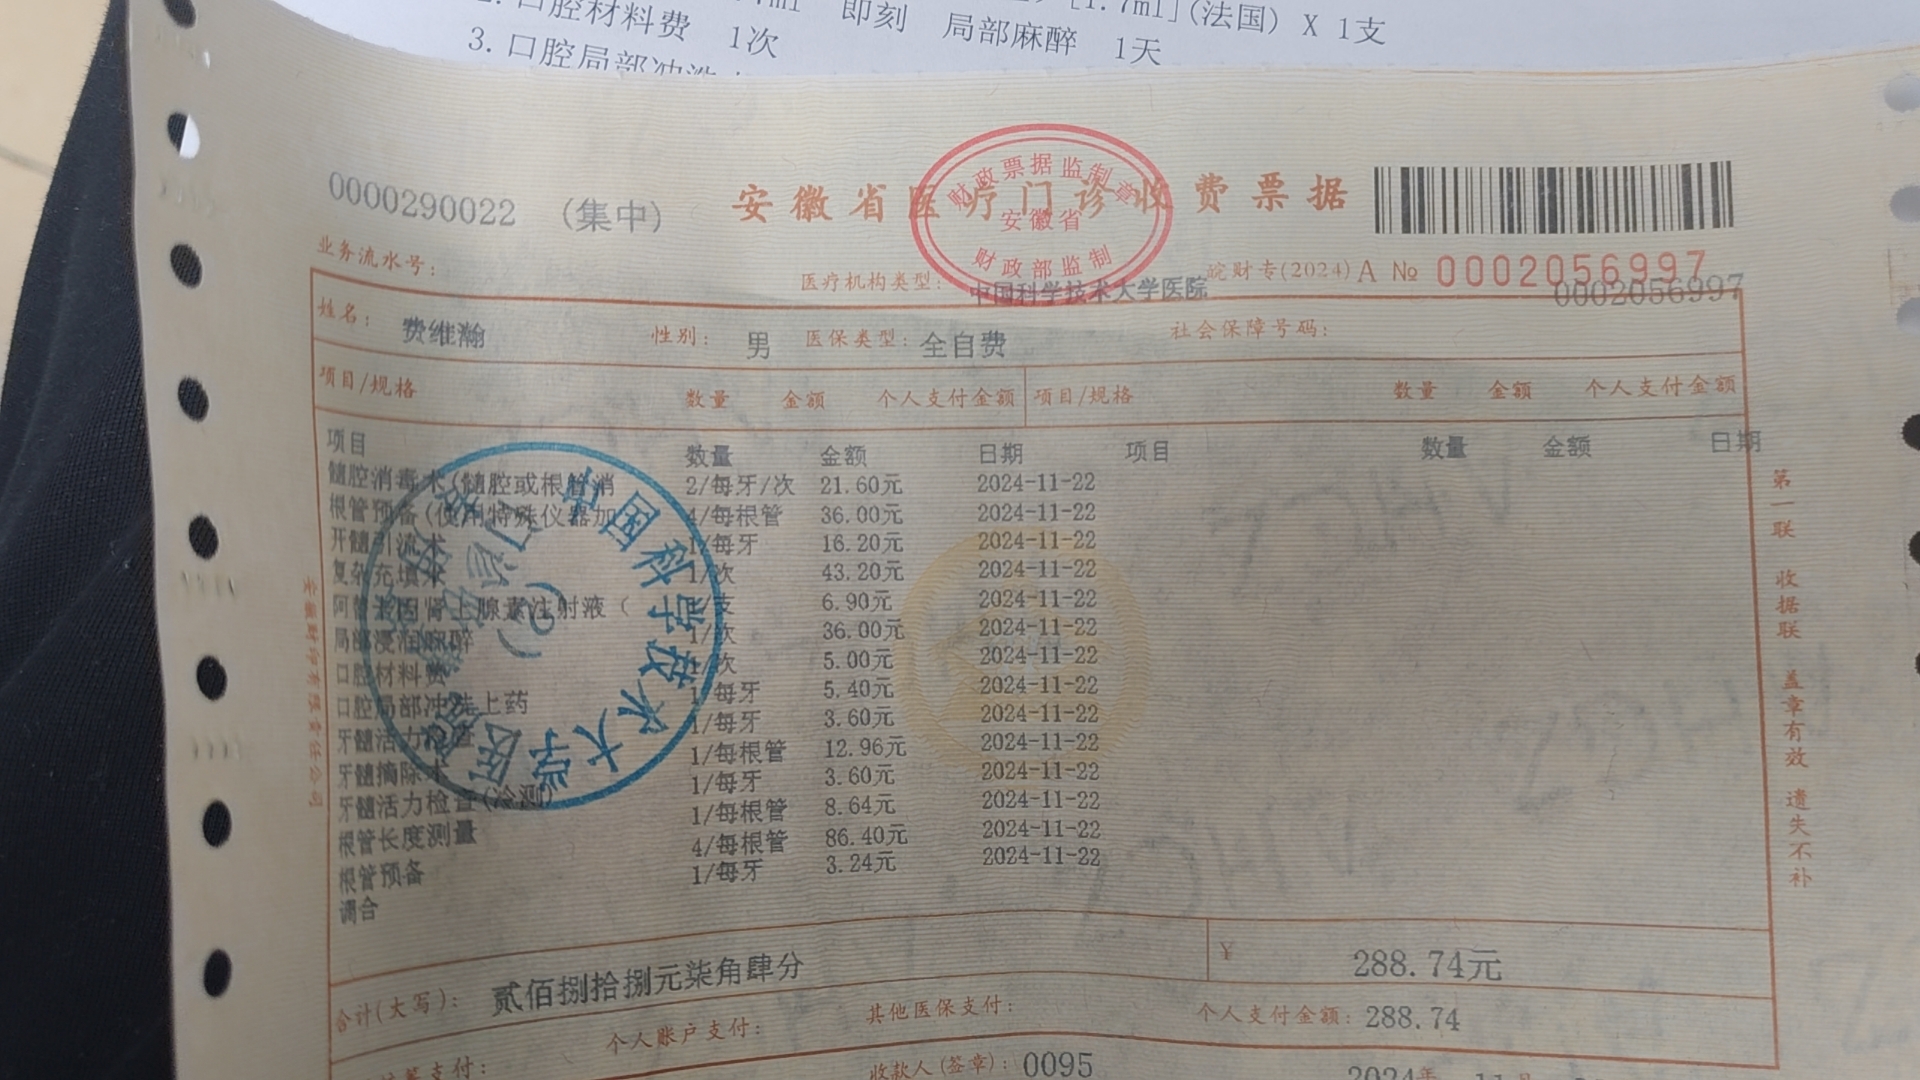 2. 口腔材料费 1次 即刻 局部麻醉 1天
[1.7ml](法国) X 1支
3. 口腔局部冲洗
0000290022 (集中)
安徽省医疗门诊收费票据
财政票据监制章
安徽省
财政部监制
业务流水号:
医疗机构类型: 中国科学技术大学医院
皖财专(2024) A № 0002056997
0002056997
姓名: 费维瀚 性别: 男 医保类型: 全自费 社会保障号码:
项目/规格 数量 金额 个人支付金额 项目/规格 数量 金额 个人支付金额
项目 数量 金额 日期 项目 数量 金额 日期
髓腔消毒术(髓腔或根管消 2/每牙/次 21.60元 2024-11-22
根管预备(使用特殊仪器加 4/每根管 36.00元 2024-11-22
开髓引流术 1/每牙 16.20元 2024-11-22
复杂充填术 1/次 43.20元 2024-11-22
阿替卡因肾上腺素注射液( 1/支 6.90元 2024-11-22
局部浸润麻醉 1/次 36.00元 2024-11-22
口腔材料费 1/次 5.00元 2024-11-22
口腔局部冲洗上药 1/每牙 5.40元 2024-11-22
牙髓活力检查 1/每牙 3.60元 2024-11-22
牙髓摘除术 1/每根管 12.96元 2024-11-22
牙髓活力检查(冷测) 1/每牙 3.60元 2024-11-22
根管长度测量 1/每根管 8.64元 2024-11-22
根管预备 4/每根管 86.40元 2024-11-22
调合 1/每牙 3.24元 2024-11-22
中国科学技术大学医院
第一联 收据联 盖章有效 遗失不补
合计(大写): 贰佰捌拾捌元柒角肆分 ¥ 288.74元
个人账户支付: 其他医保支付: 个人支付金额: 288.74
支付: 收款人(签章): 0095 2024年 11月